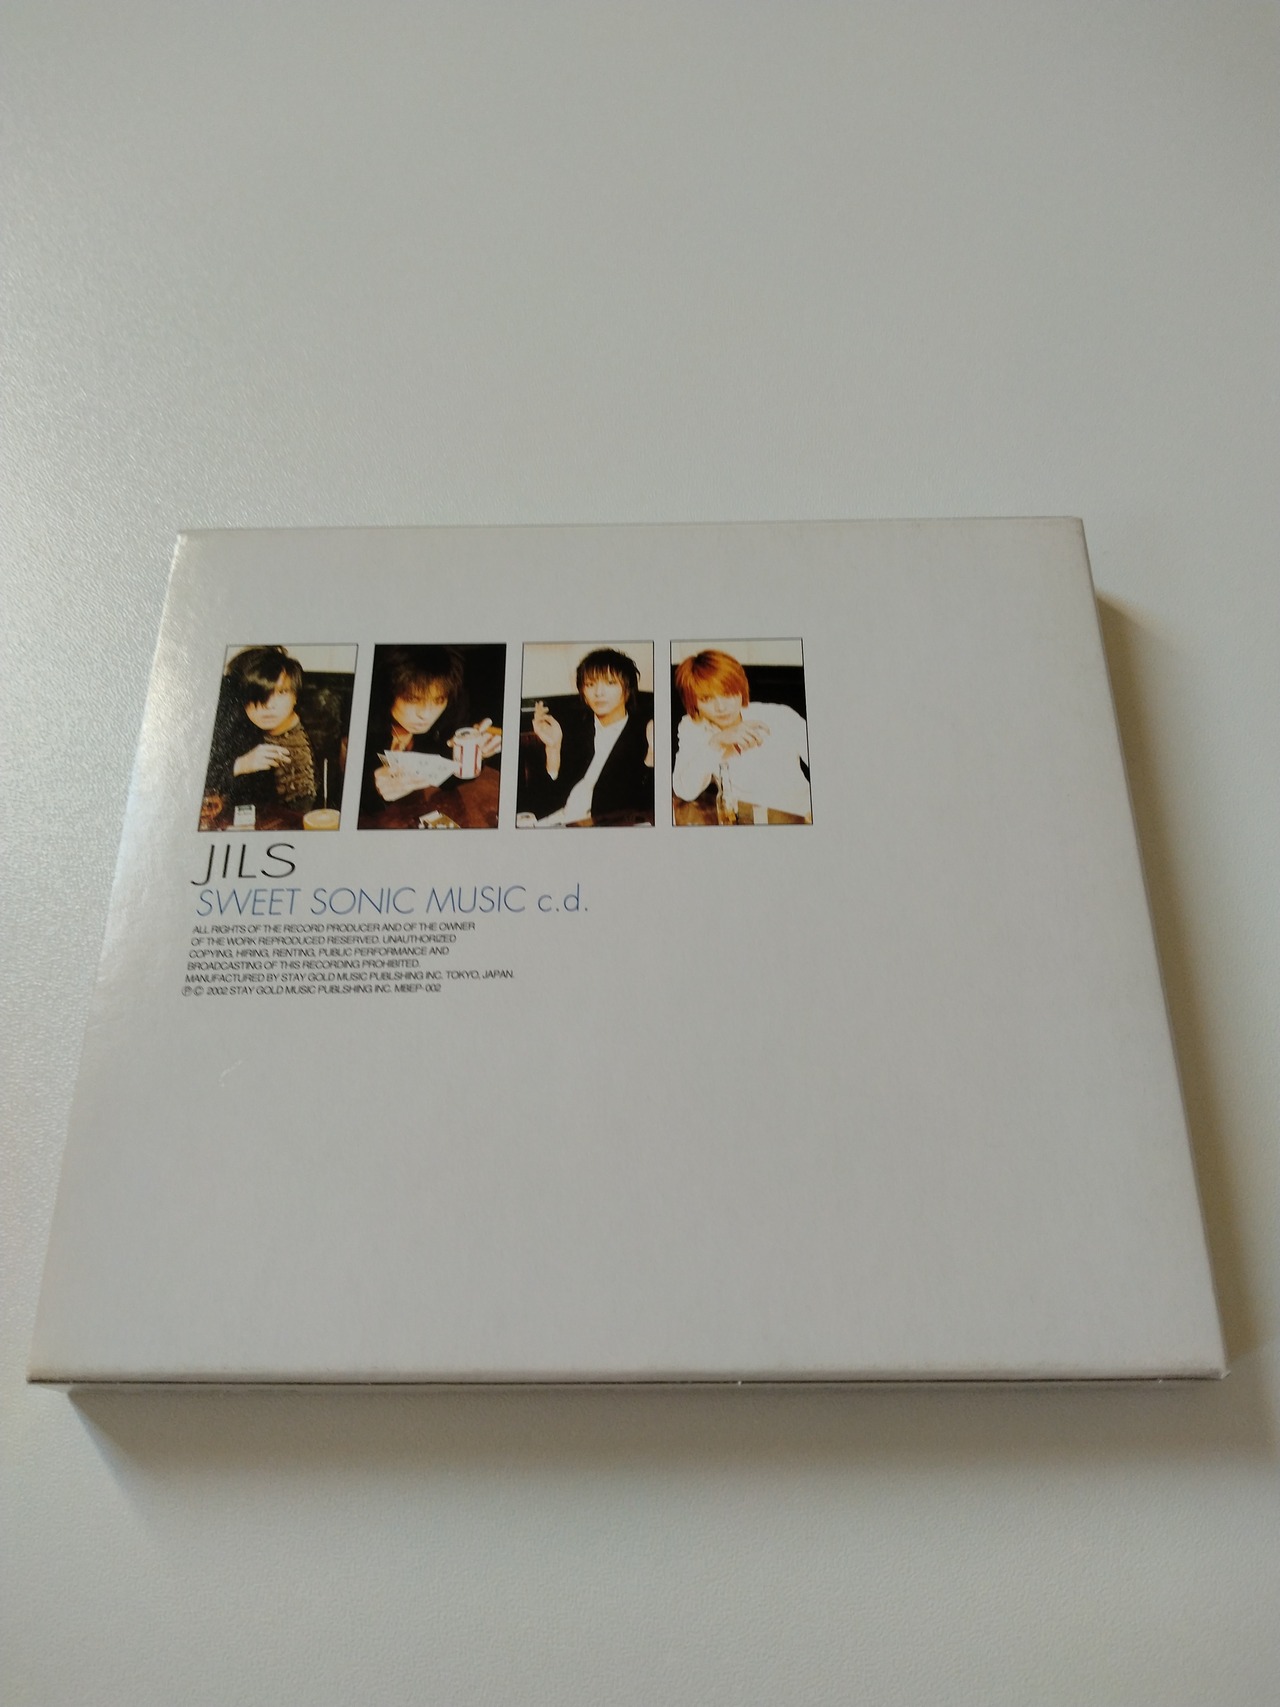 JILS
SWEET SONIC MUSIC c.d.
ALL RIGHTS OF THE RECORD PRODUCER AND OF THE OWNER
OF THE WORK REPRODUCED RESERVED. UNAUTHORIZED
COPYING, HIRING, RENTING, PUBLIC PERFORMANCE AND
BROADCASTING OF THIS RECORDING PROHIBITED.
MANUFACTURED BY STAY GOLD MUSIC PUBLSHING INC. TOKYO, JAPAN.
℗ © 2002 STAY GOLD MUSIC PUBLSHING INC. MBEP-002